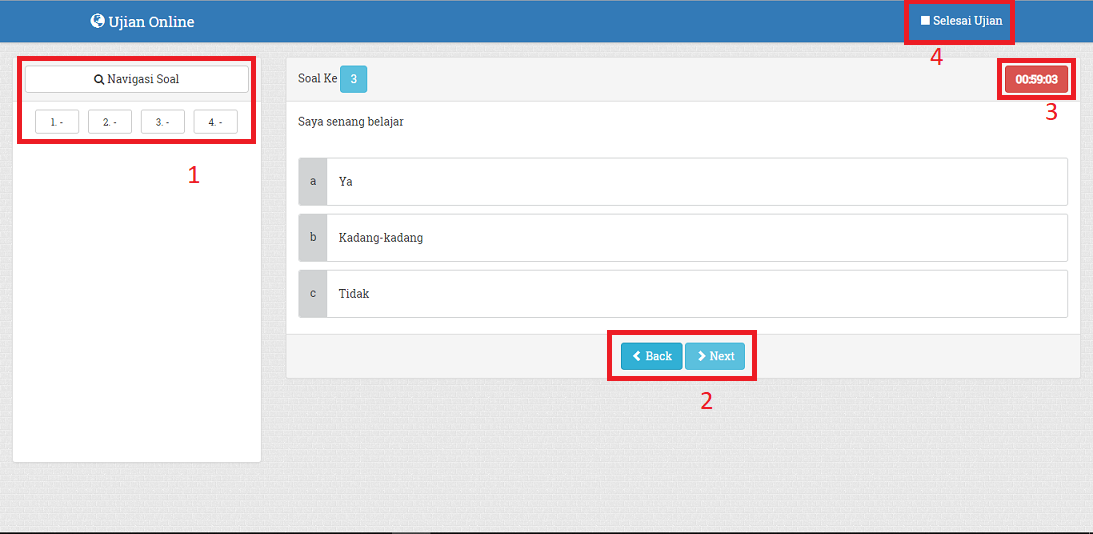 Ujian Online
Selesai Ujian
4
Navigasi Soal
1. -
2. -
3. -
4. -
1
Soal Ke 3
00:59:03
3
Saya senang belajar
a Ya
b Kadang-kadang
c Tidak
Back Next
2